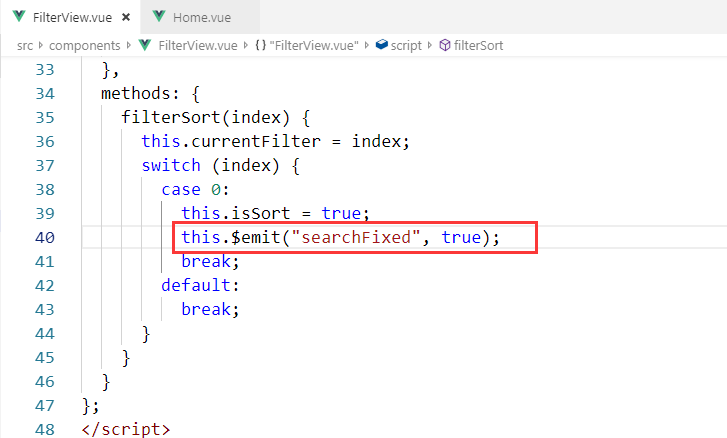 FilterView.vue × Home.vue
src > components > FilterView.vue > {} "FilterView.vue" > script > filterSort
33 },
34 methods: {
35 filterSort(index) {
36 this.currentFilter = index;
37 switch (index) {
38 case 0:
39 this.isSort = true;
40 this.$emit("searchFixed", true);
41 break;
42 default:
43 break;
44 }
45 }
46 }
47 };
48 </script>